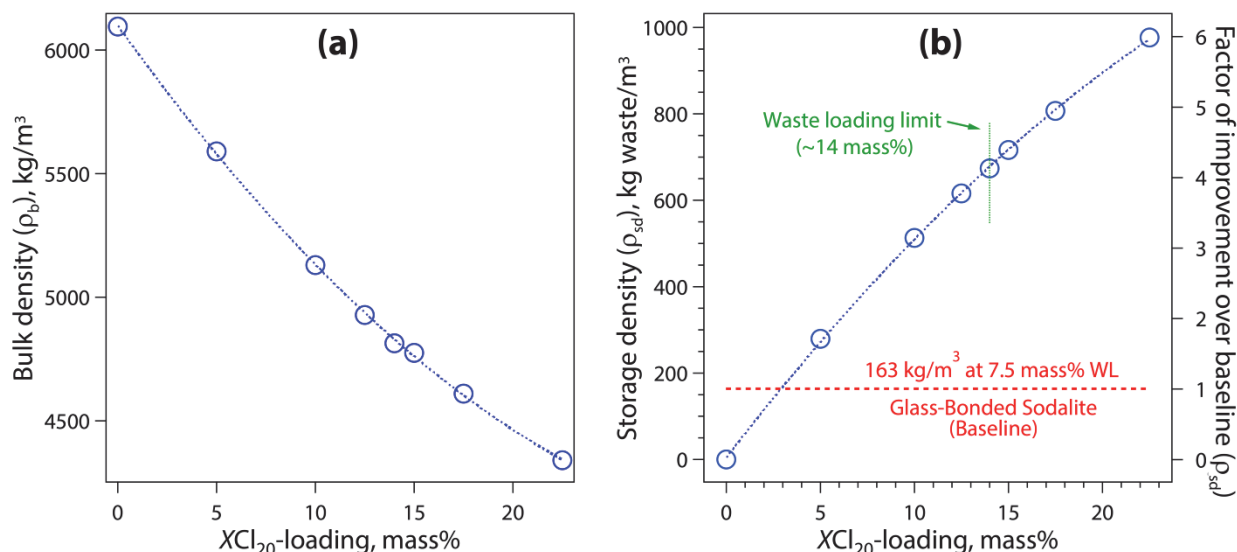 (a)
Bulk density (ρb), kg/m³
6000
5500
5000
4500
0 5 10 15 20
XCl₂₀-loading, mass%
(b)
Storage density (ρsd), kg waste/m³
1000
800
600
400
200
0
Waste loading limit
(~14 mass%)
163 kg/m³ at 7.5 mass% WL
Glass-Bonded Sodalite
(Baseline)
0 5 10 15 20
XCl₂₀-loading, mass%
6
5
4
3
2
1
0
Factor of improvement over baseline (ρsd)